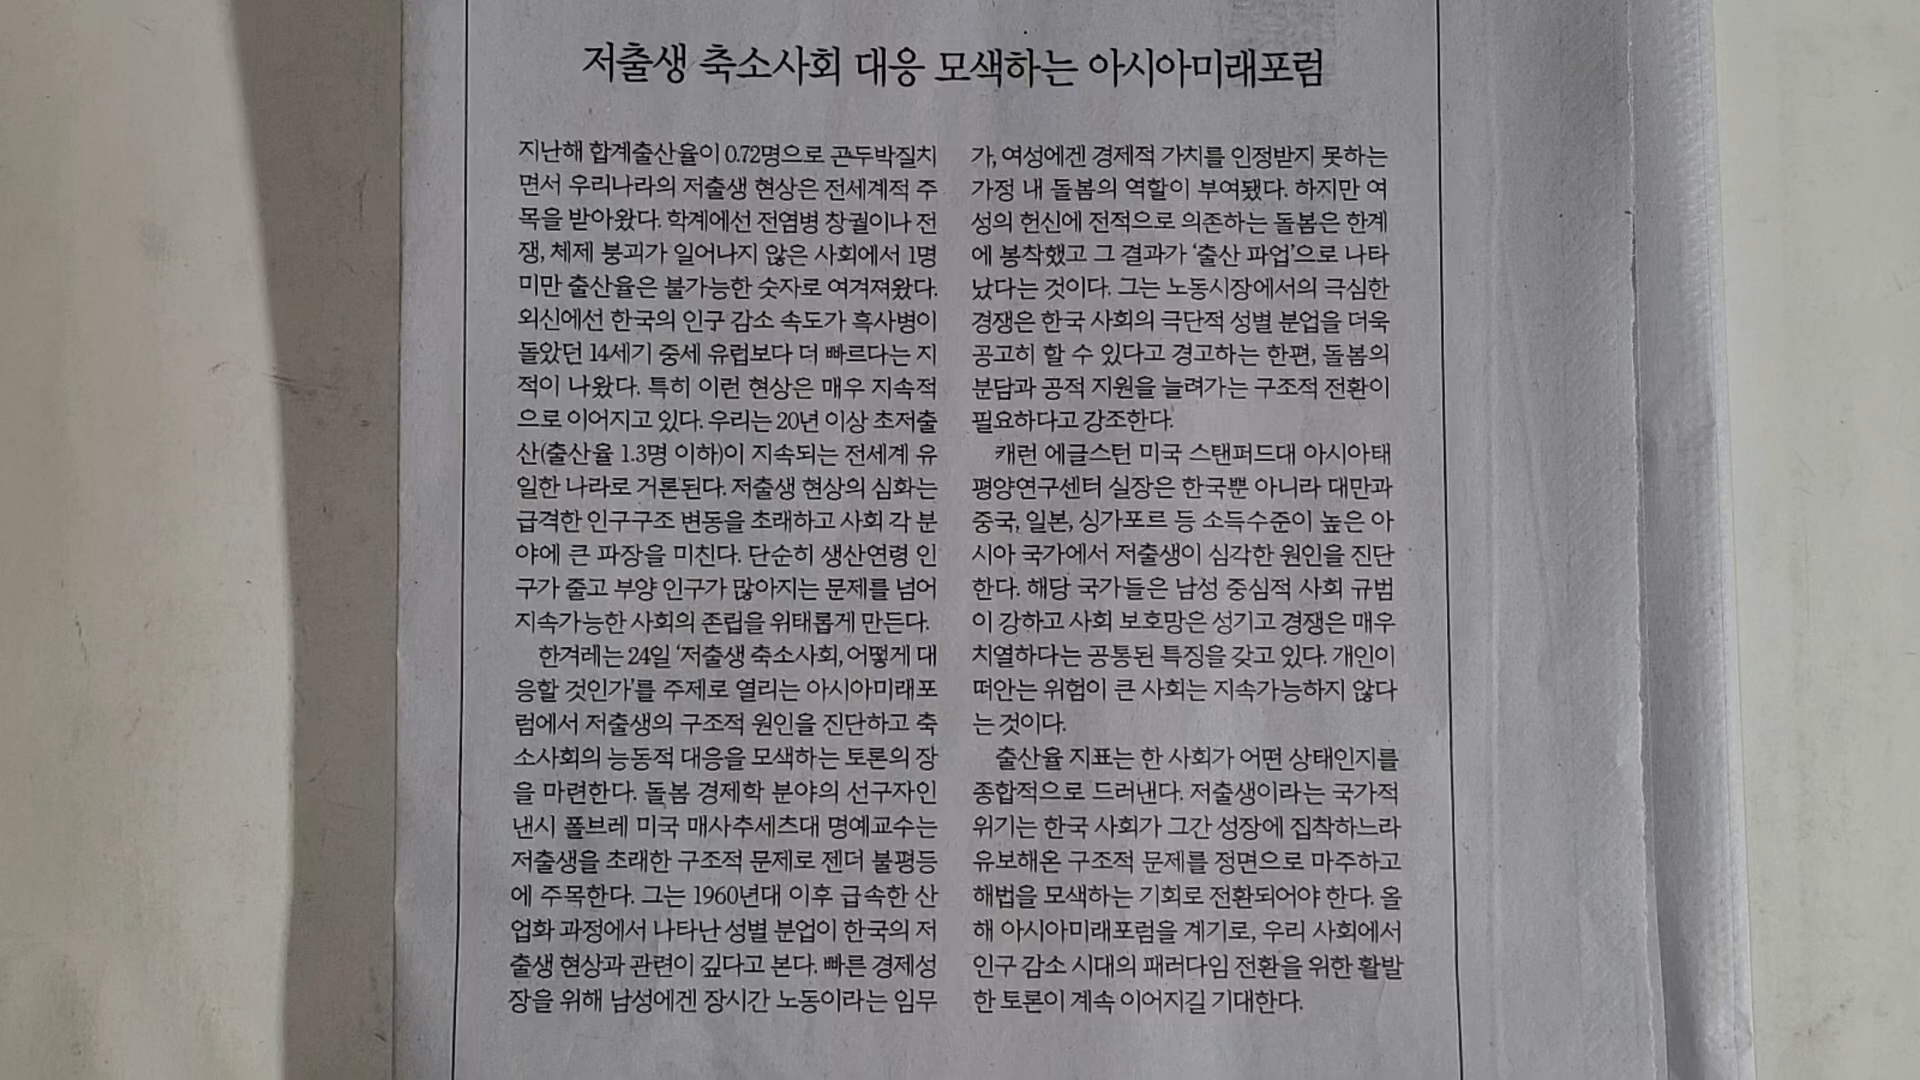 저출생 축소사회 대응 모색하는 아시아미래포럼
지난해 합계출산율이 0.72명으로 곤두박질치
면서 우리나라의 저출생 현상은 전세계적 주
목을 받아왔다. 학계에선 전염병 창궐이나 전
쟁, 체제 붕괴가 일어나지 않은 사회에서 1명
미만 출산율은 불가능한 숫자로 여겨져왔다.
외신에선 한국의 인구 감소 속도가 흑사병이
돌았던 14세기 중세 유럽보다 더 빠르다는 지
적이 나왔다. 특히 이런 현상은 매우 지속적
으로 이어지고 있다. 우리는 20년 이상 초저출
산(출산율 1.3명 이하)이 지속되는 전세계 유
일한 나라로 거론된다. 저출생 현상의 심화는
급격한 인구구조 변동을 초래하고 사회 각 분
야에 큰 파장을 미친다. 단순히 생산연령 인
구가 줄고 부양 인구가 많아지는 문제를 넘어
지속가능한 사회의 존립을 위태롭게 만든다.
한겨레는 24일 ‘저출생 축소사회, 어떻게 대
응할 것인가’를 주제로 열리는 아시아미래포
럼에서 저출생의 구조적 원인을 진단하고 축
소사회의 능동적 대응을 모색하는 토론의 장
을 마련한다. 돌봄 경제학 분야의 선구자인
낸시 폴브레 미국 매사추세츠대 명예교수는
저출생을 초래한 구조적 문제로 젠더 불평등
에 주목한다. 그는 1960년대 이후 급속한 산
업화 과정에서 나타난 성별 분업이 한국의 저
출생 현상과 관련이 깊다고 본다. 빠른 경제성
장을 위해 남성에겐 장시간 노동이라는 임무
가, 여성에겐 경제적 가치를 인정받지 못하는
가정 내 돌봄의 역할이 부여됐다. 하지만 여
성의 헌신에 전적으로 의존하는 돌봄은 한계
에 봉착했고 그 결과가 ‘출산 파업’으로 나타
났다는 것이다. 그는 노동시장에서의 극심한
경쟁은 한국 사회의 극단적 성별 분업을 더욱
공고히 할 수 있다고 경고하는 한편, 돌봄의
분담과 공적 지원을 늘려가는 구조적 전환이
필요하다고 강조한다.
캐런 에글스턴 미국 스탠퍼드대 아시아태
평양연구센터 실장은 한국뿐 아니라 대만과
중국, 일본, 싱가포르 등 소득수준이 높은 아
시아 국가에서 저출생이 심각한 원인을 진단
한다. 해당 국가들은 남성 중심적 사회 규범
이 강하고 사회 보호망은 성기고 경쟁은 매우
치열하다는 공통된 특징을 갖고 있다. 개인이
떠안는 위험이 큰 사회는 지속가능하지 않다
는 것이다.
출산율 지표는 한 사회가 어떤 상태인지를
종합적으로 드러낸다. 저출생이라는 국가적
위기는 한국 사회가 그간 성장에 집착하느라
유보해온 구조적 문제를 정면으로 마주하고
해법을 모색하는 기회로 전환되어야 한다. 올
해 아시아미래포럼을 계기로, 우리 사회에서
인구 감소 시대의 패러다임 전환을 위한 활발
한 토론이 계속 이어지길 기대한다.